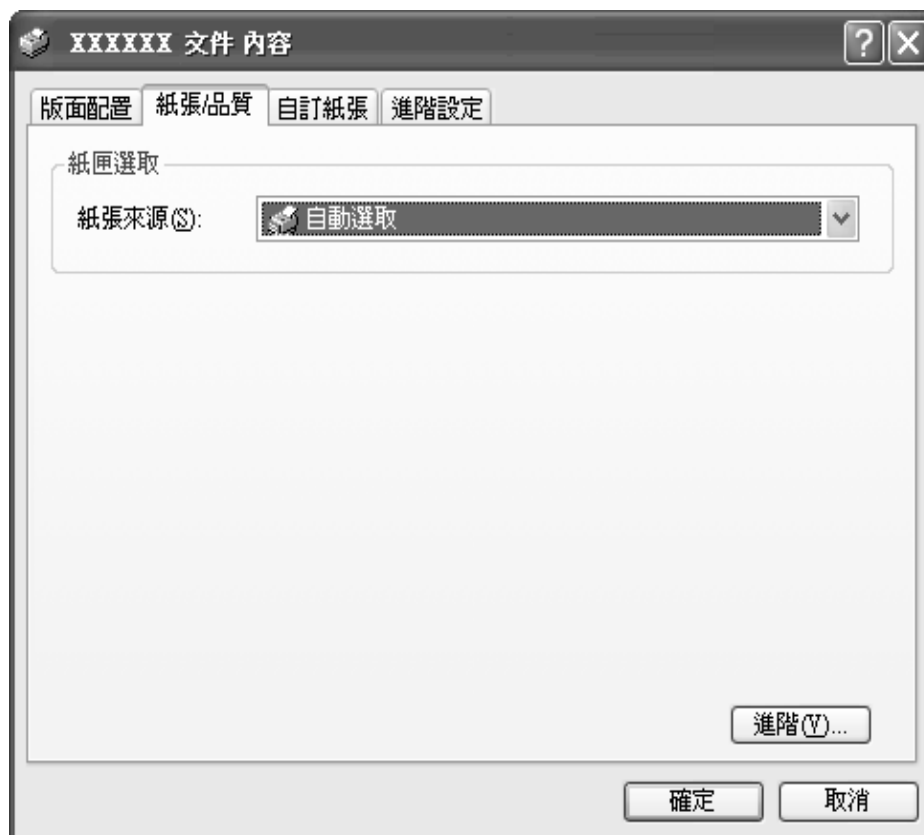 XXXXXX 文件 內容
版面配置 紙張/品質 自訂紙張 進階設定
紙匣選取
紙張來源(S): 自動選取
進階(V)...
確定 取消